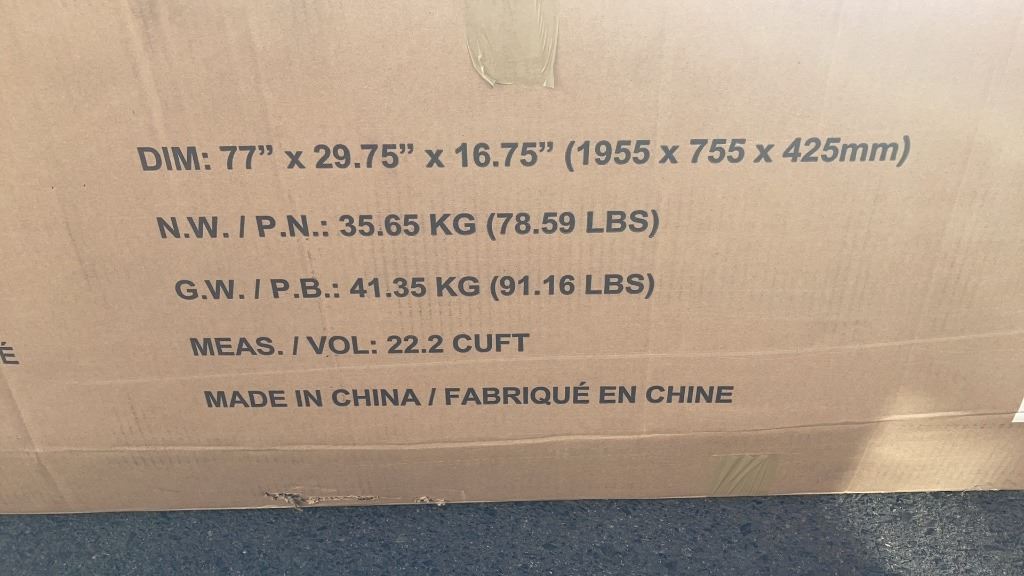 DIM: 77” x 29.75” x 16.75” (1955 x 755 x 425mm)
N.W. / P.N.: 35.65 KG (78.59 LBS)
G.W. / P.B.: 41.35 KG (91.16 LBS)
É
MEAS. / VOL: 22.2 CUFT
MADE IN CHINA / FABRIQUÉ EN CHINE